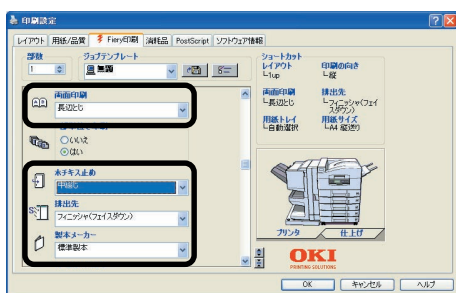 印刷設定
レイアウト 用紙/品質 Fiery印刷 消耗品 PostScript ソフトウェア情報
部数
1
ジョブテンプレート
無題
両面印刷
長辺とじ
いいえ
はい
ホチキス止め
中綴じ
排出先
フィニッシャ(フェイスダウン)
製本メーカー
標準製本
ショートカット
レイアウト
1up
印刷の向き
縦
両面印刷
長辺とじ
排出先
フィニッシャ(フェイ
スダウン)
用紙トレイ
自動選択
用紙サイズ
A4 縦送り
プリンタ 仕上げ
OKI
PRINTING SOLUTIONS
OK キャンセル ヘルプ